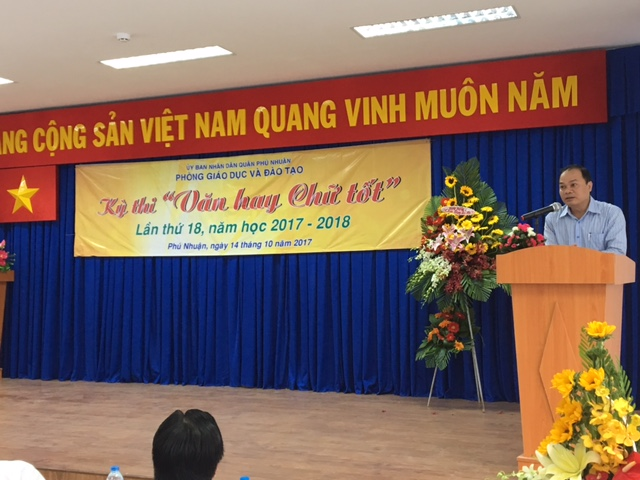 ẢNG CỘNG SẢN VIỆT NAM QUANG VINH MUÔN NĂM
ỦY BAN NHÂN DÂN QUẬN PHÚ NHUẬN
PHÒNG GIÁO DỤC VÀ ĐÀO TẠO
Kỳ thi “Văn hay Chữ tốt”
Lần thứ 18, năm học 2017 - 2018
Phú Nhuận, ngày 14 tháng 10 năm 2017